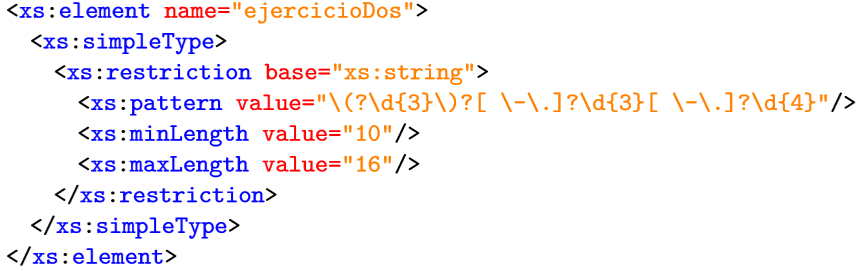 <xs:element name="ejercicioDos">
<xs:simpleType>
<xs:restriction base="xs:string">
<xs:pattern value="\(?\d{3}\)?[ \-\.]?\d{3}[ \-\.]?\d{4}"/>
<xs:minLength value="10"/>
<xs:maxLength value="16"/>
</xs:restriction>
</xs:simpleType>
</xs:element>